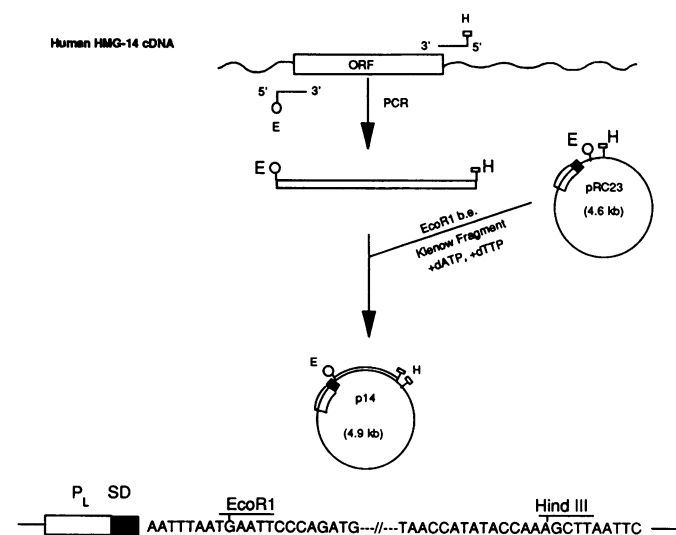 H
Human HMG-14 cDNA
3' 5'
ORF
5' 3'
E
PCR
E H
E H
pRC23
(4.6 kb)
EcoR1 b.e.
Klenow Fragment
+dATP, +dTTP
E H
p14
(4.9 kb)
PL SD EcoR1 Hind III
AATTTAATGAATTCCCAGATG---//---TAACCATATACCAAAGCTTAATTC